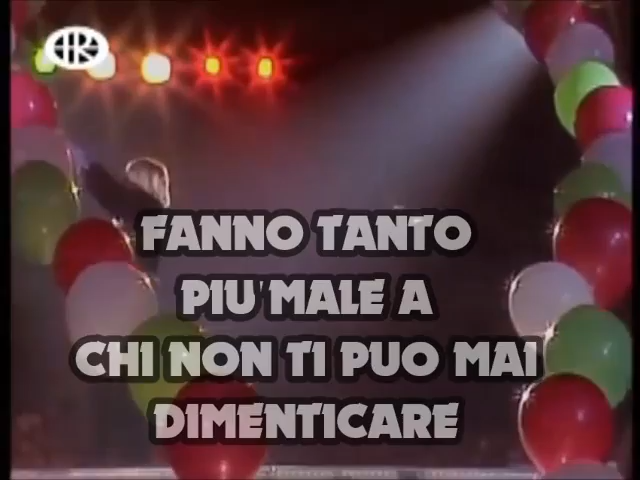 FANNO TANTO
PIU' MALE A
CHI NON TI PUO MAI
DIMENTICARE